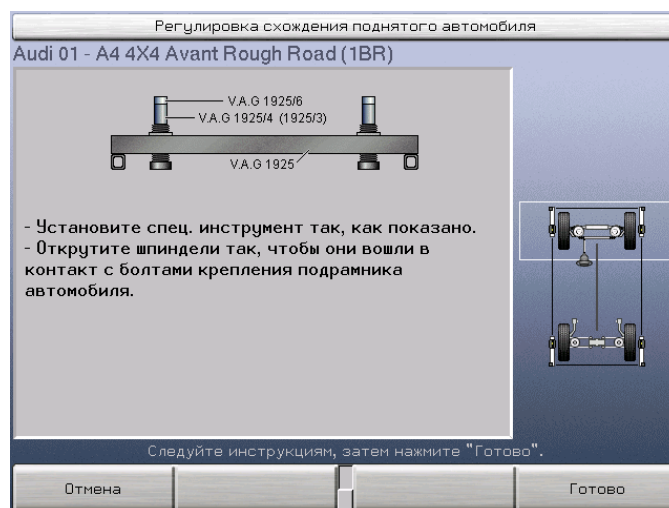 Регулировка схождения поднятого автомобиля
Audi 01 - A4 4X4 Avant Rough Road (1BR)
V.A.G 1925/6
V.A.G 1925/4 (1925/3)
V.A.G 1925
- Установите спец. инструмент так, как показано.
- Открутите шпиндели так, чтобы они вошли в
контакт с болтами крепления подрамника
автомобиля.
Следуйте инструкциям, затем нажмите "Готово".
Отмена
Готово